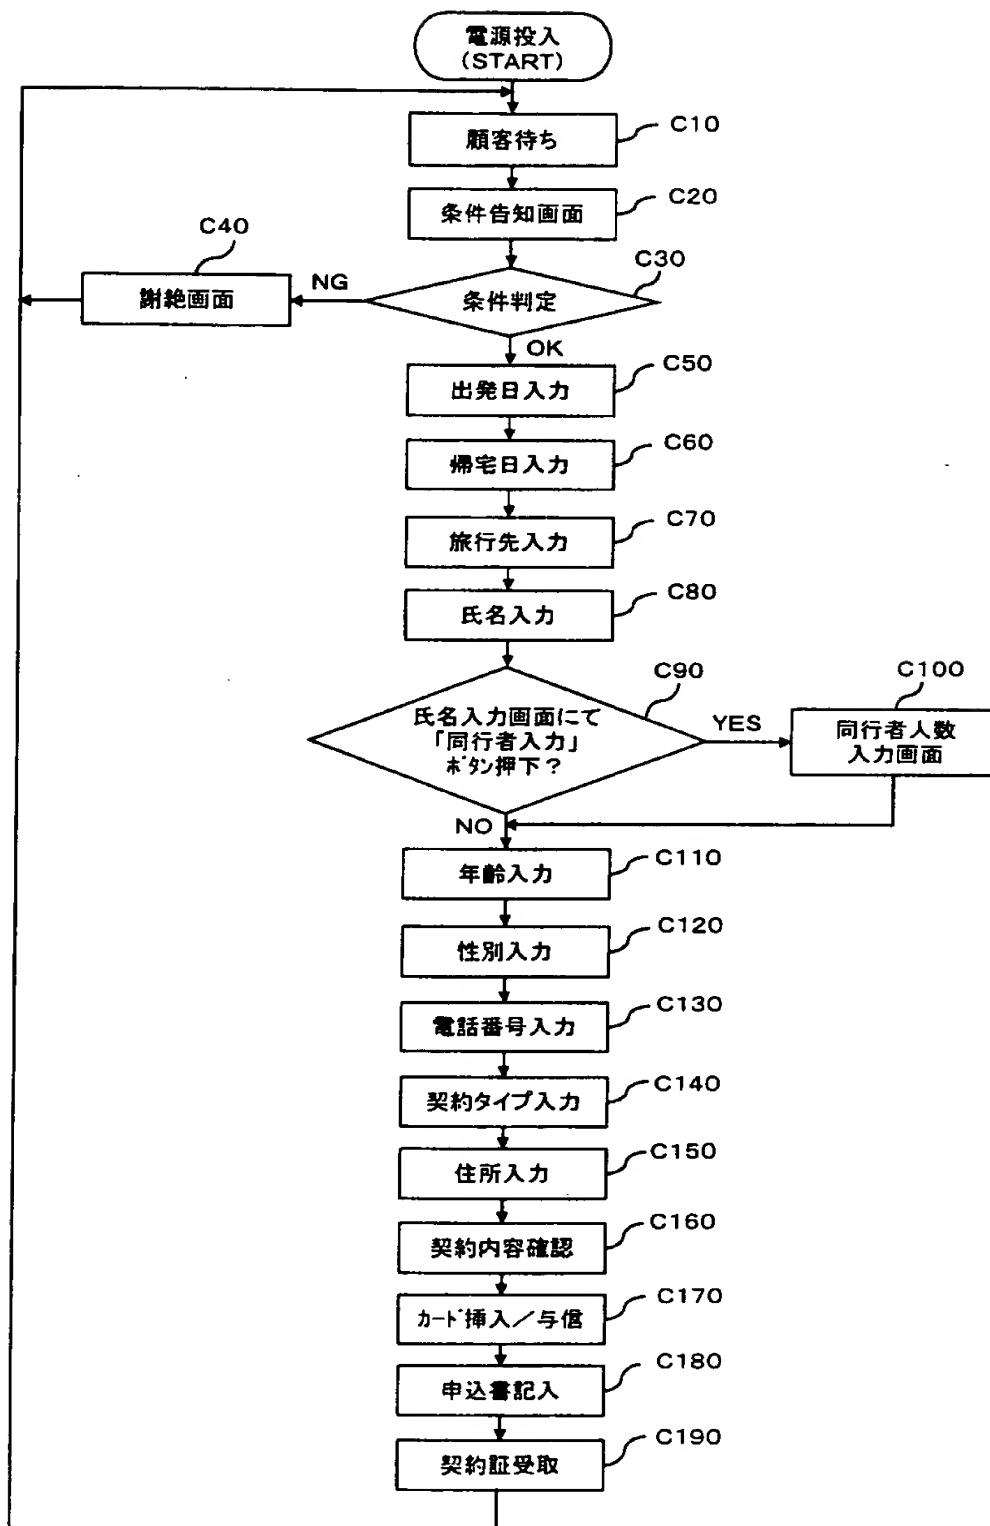 電源投入
(START)
顧客待ち
C10
条件告知画面
C20
C40
謝絶画面
NG
条件判定
C30
OK
出発日入力
C50
帰宅日入力
C60
旅行先入力
C70
氏名入力
C80
氏名入力画面にて
「同行者入力」
ボタン押下？
C90
YES
C100
同行者人数
入力画面
NO
年齢入力
C110
性別入力
C120
電話番号入力
C130
契約タイプ入力
C140
住所入力
C150
契約内容確認
C160
カード挿入／与信
C170
申込書記入
C180
契約証受取
C190